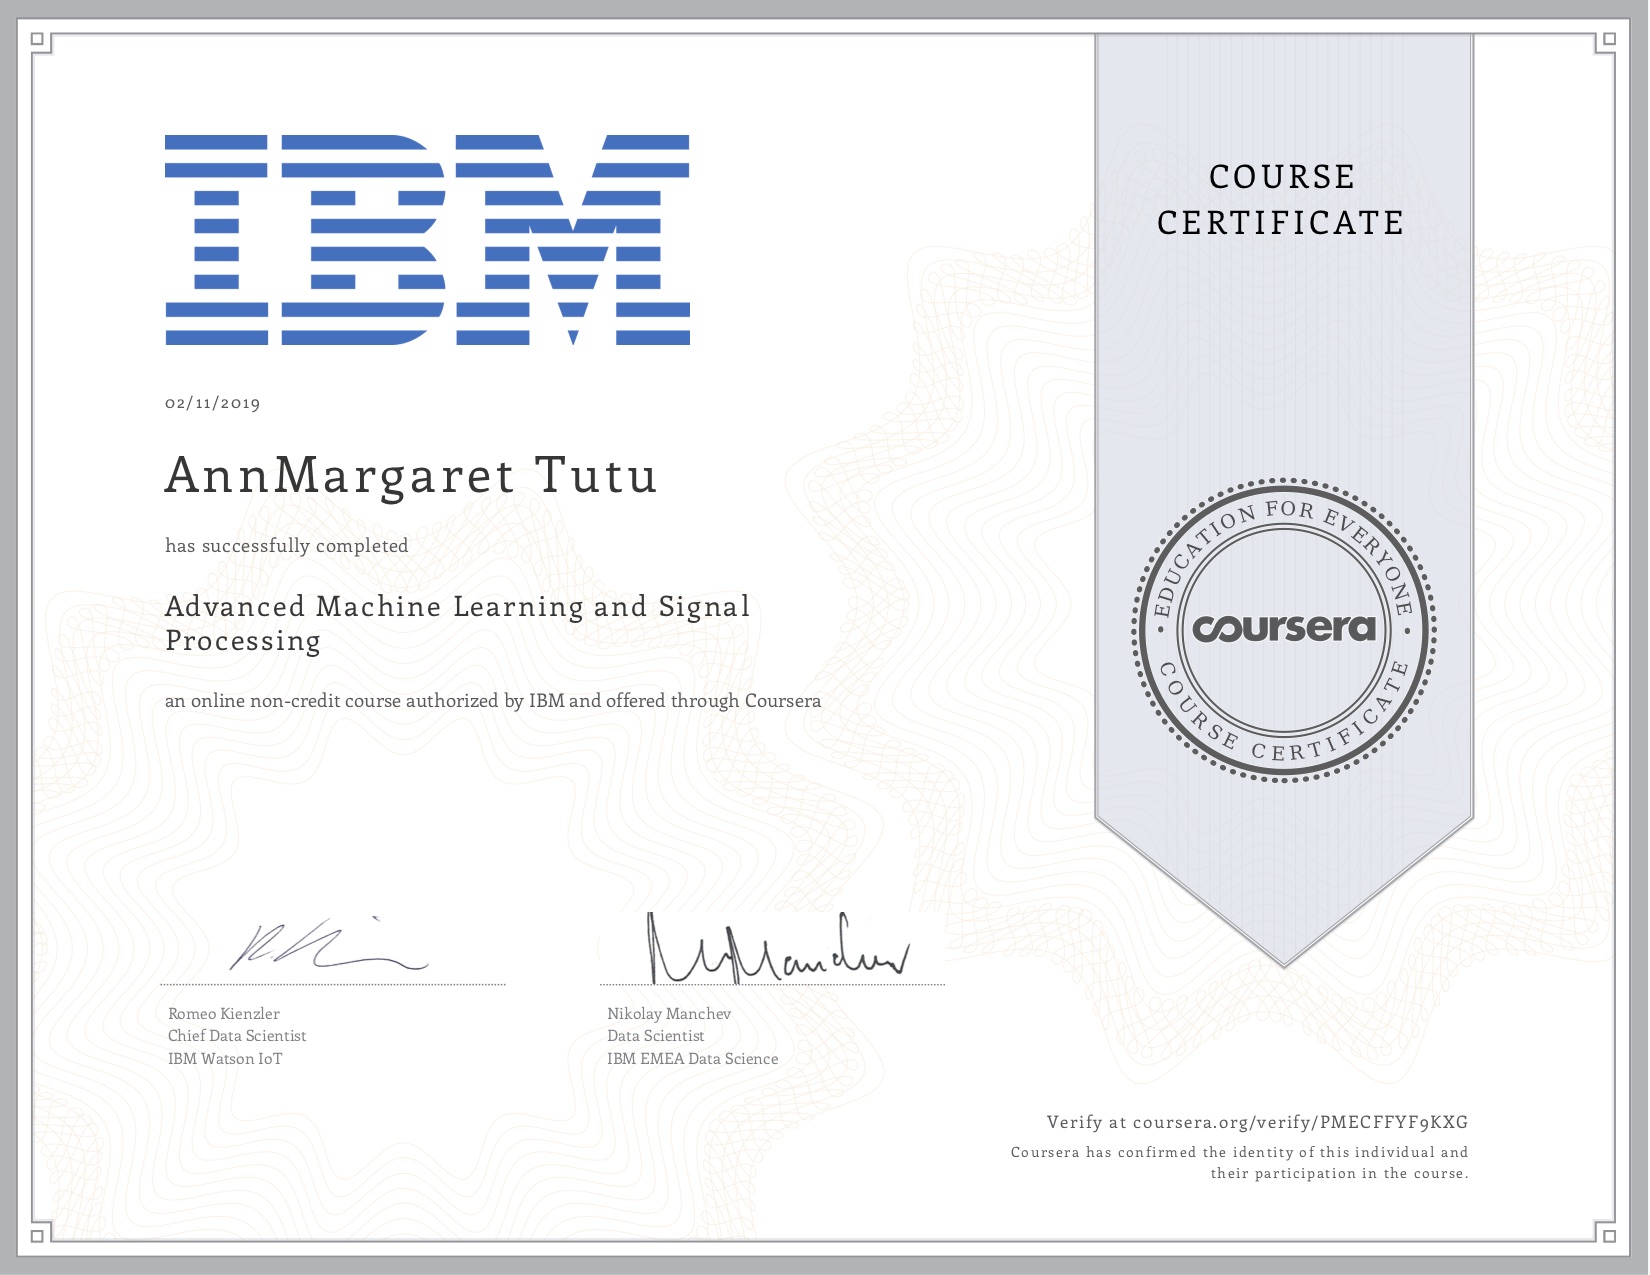 IBM
COURSE
CERTIFICATE
02/11/2019
AnnMargaret Tutu
has successfully completed
Advanced Machine Learning and Signal
Processing
an online non-credit course authorized by IBM and offered through Coursera
EDUCATION FOR EVERYONE
coursera
COURSE CERTIFICATE
Romeo Kienzler
Chief Data Scientist
IBM Watson IoT
Nikolay Manchev
Data Scientist
IBM EMEA Data Science
Verify at coursera.org/verify/PMECFFYF9KXG
Coursera has confirmed the identity of this individual and
their participation in the course.